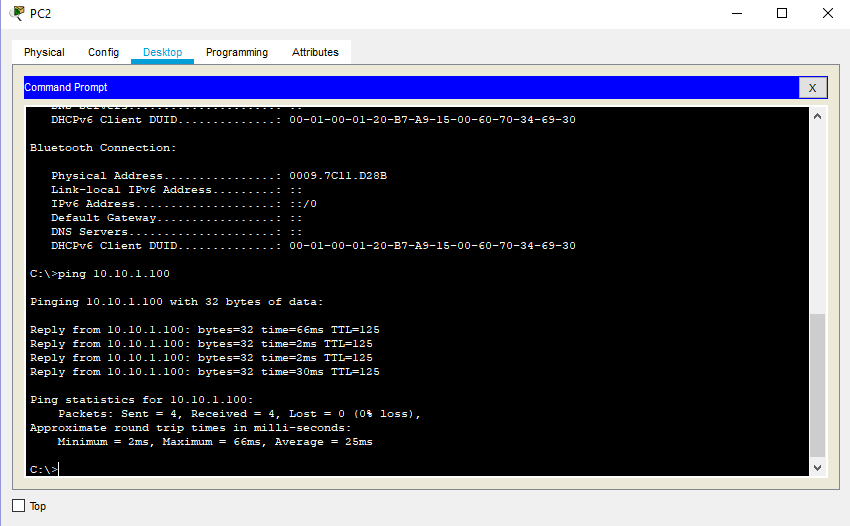 PC2
Physical Config Desktop Programming Attributes
Command Prompt X
DHCPv6 Client DUID..............: 00-01-00-01-20-B7-A9-15-00-60-70-34-69-30
Bluetooth Connection:
Physical Address................: 0009.7C11.D28B
Link-local IPv6 Address.........: ::
IPv6 Address....................: ::/0
Default Gateway.................: ::
DNS Servers.....................: ::
DHCPv6 Client DUID..............: 00-01-00-01-20-B7-A9-15-00-60-70-34-69-30
C:\>ping 10.10.1.100
Pinging 10.10.1.100 with 32 bytes of data:
Reply from 10.10.1.100: bytes=32 time=66ms TTL=125
Reply from 10.10.1.100: bytes=32 time=2ms TTL=125
Reply from 10.10.1.100: bytes=32 time=2ms TTL=125
Reply from 10.10.1.100: bytes=32 time=30ms TTL=125
Ping statistics for 10.10.1.100:
Packets: Sent = 4, Received = 4, Lost = 0 (0% loss),
Approximate round trip times in milli-seconds:
Minimum = 2ms, Maximum = 66ms, Average = 25ms
C:\>
Top